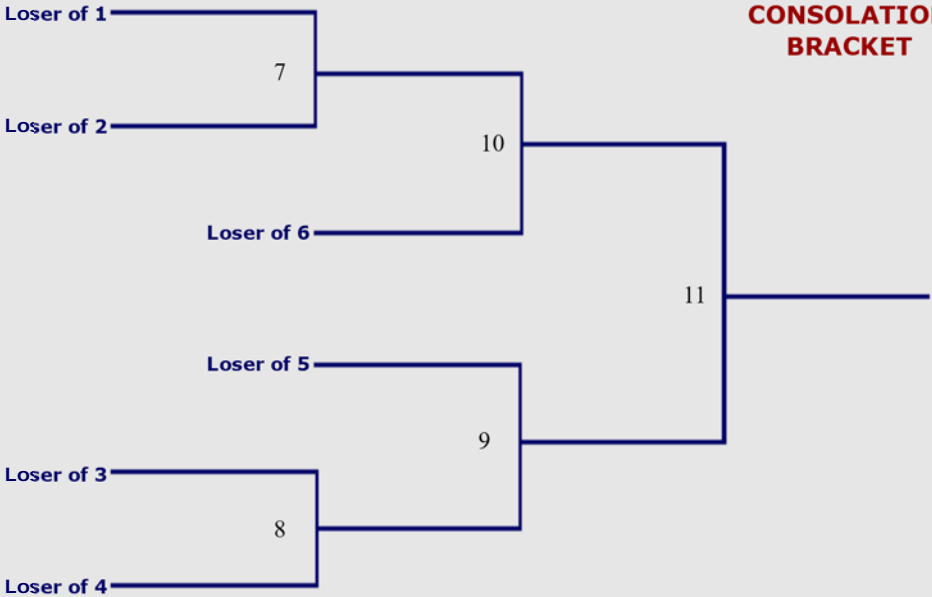 Loser of 1
CONSOLATIO
BRACKET
7
Loser of 2
10
Loser of 6
11
Loser of 5
9
Loser of 3
8
Loser of 4